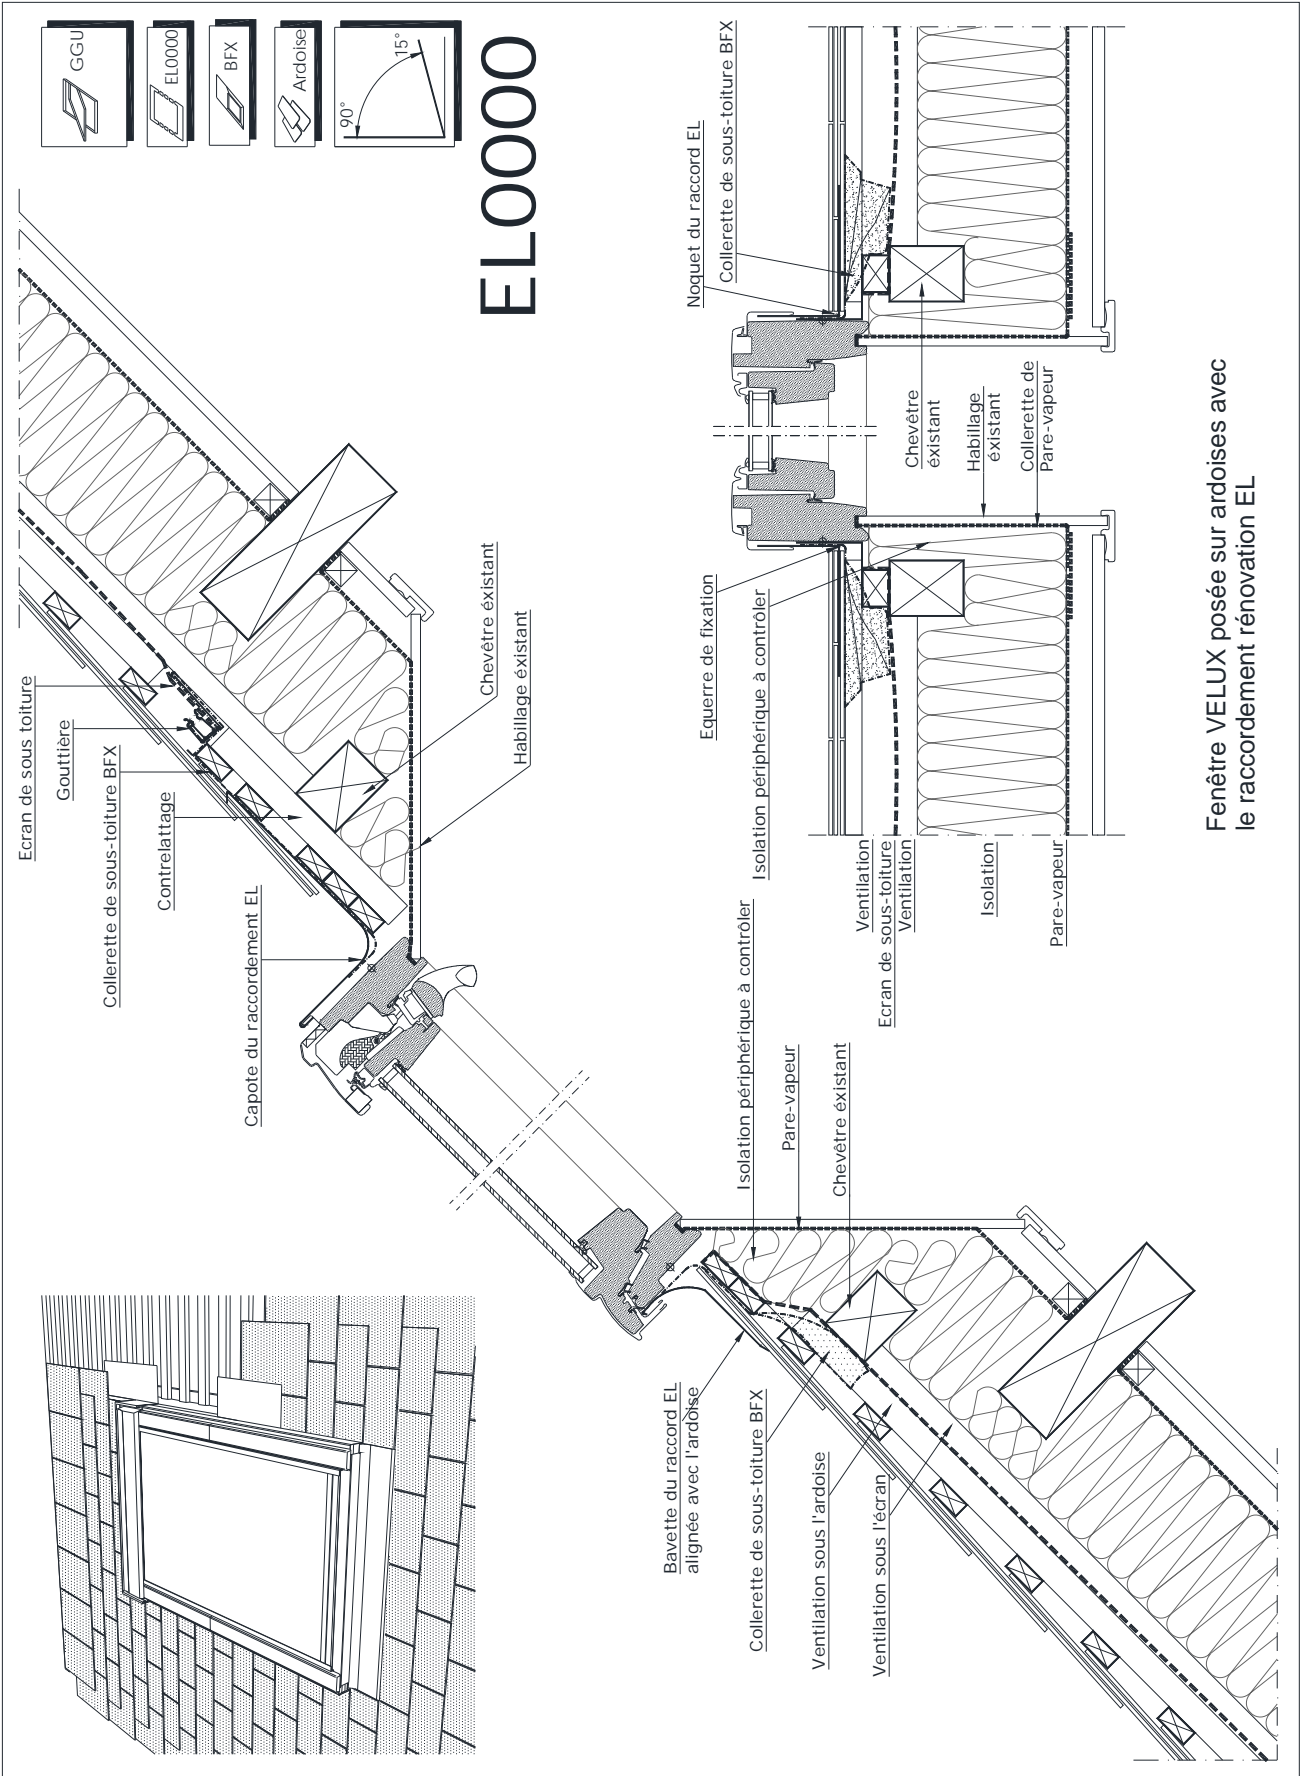 GGU
EL0000
BFX
Ardoise
90°
15°
EL0000
Ecran de sous toiture
Gouttière
Collerette de sous-toiture BFX
Contrelattage
Capote du raccordement EL
Chevêtre éxistant
Habillage éxistant
Isolation périphérique à contrôler
Pare-vapeur
Chevêtre éxistant
Bavette du raccord EL
alignée avec l'ardoise
Collerette de sous-toiture BFX
Ventilation sous l'ardoise
Ventilation sous l'écran
Noquet du raccord EL
Collerette de sous-toiture BFX
Chevêtre
éxistant
Habillage
éxistant
Collerette de
Pare-vapeur
Equerre de fixation
Isolation périphérique à contrôler
Ventilation
Ecran de sous-toiture
Ventilation
Isolation
Pare-vapeur
Fenêtre VELUX posée sur ardoises avec
le raccordement rénovation EL